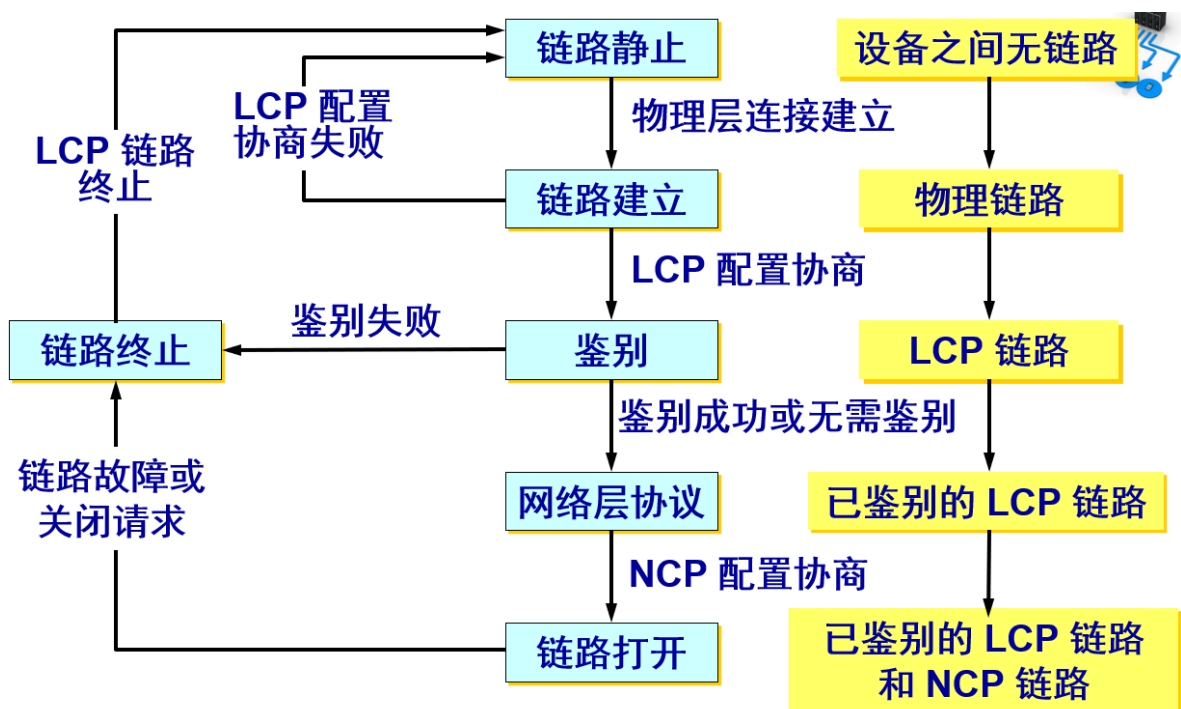 链路静止
设备之间无链路
LCP 配置
协商失败
物理层连接建立
LCP 链路
终止
链路建立
物理链路
LCP 配置协商
鉴别失败
链路终止
鉴别
LCP 链路
鉴别成功或无需鉴别
链路故障或
关闭请求
网络层协议
已鉴别的 LCP 链路
NCP 配置协商
链路打开
已鉴别的 LCP 链路
和 NCP 链路